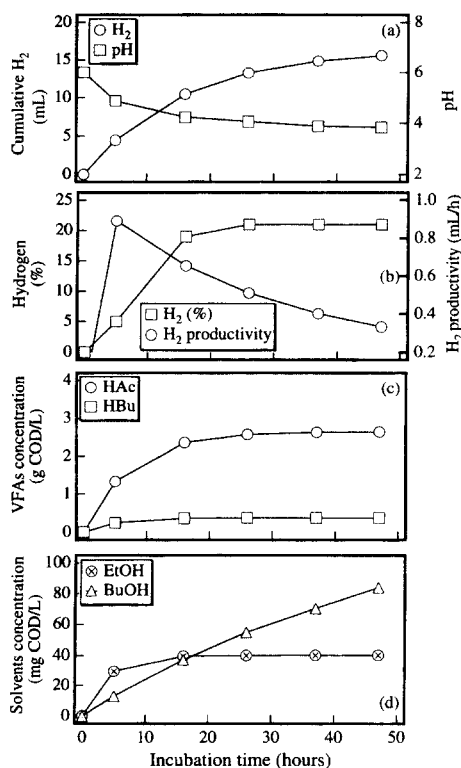 (a)
H2
pH
Cumulative H2
(mL)
20
15
10
5
0
8
6
4
2
pH
Hydrogen
(%)
25
20
15
10
5
0
1.0
0.8
0.6
0.4
0.2
H2 productivity (mL/h)
(b)
H2 (%)
H2 productivity
(c)
HAc
HBu
VFAs concentration
(g COD/L)
4
3
2
1
0
EtOH
BuOH
Solvents concentration
(mg COD/L)
100
80
60
40
20
0
(d)
0 10 20 30 40 50
Incubation time (hours)